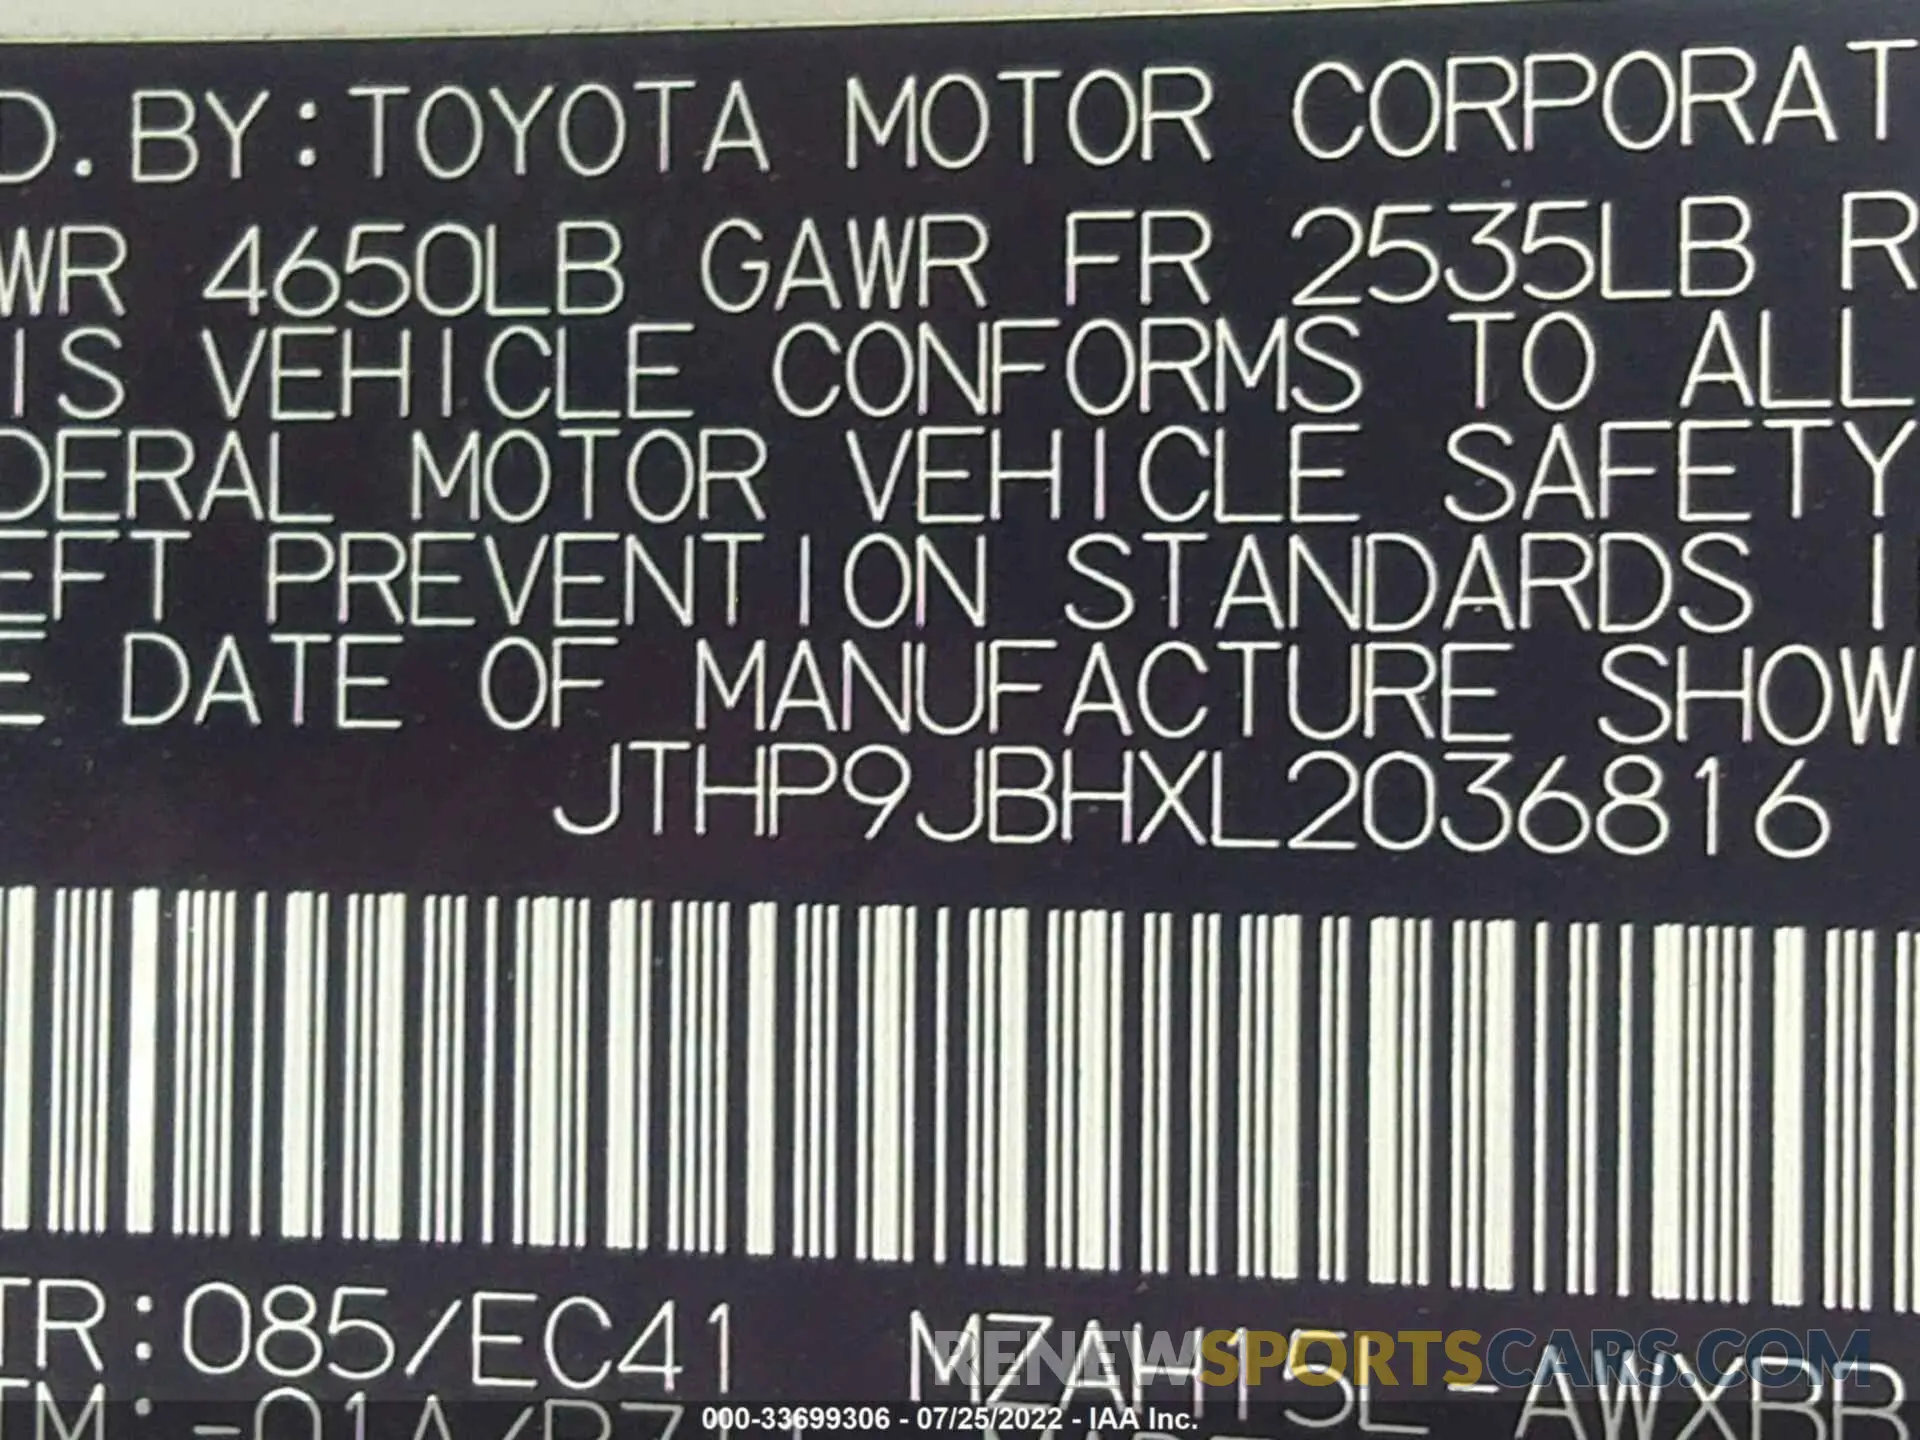 D. BY: TOYOTA MOTOR CORPORAT
WR 4650LB GAWR FR 2535LB R
IS VEHICLE CONFORMS TO ALL
DERAL MOTOR VEHICLE SAFETY
EFT PREVENTION STANDARDS I
E DATE OF MANUFACTURE SHOW
JTHP9JBHXL2036816
TR: 085/EC41 MZAH15L-AWXBB
RENEWSPORTSCARS.COM
000-33699306 - 07/25/2022 - IAA Inc.